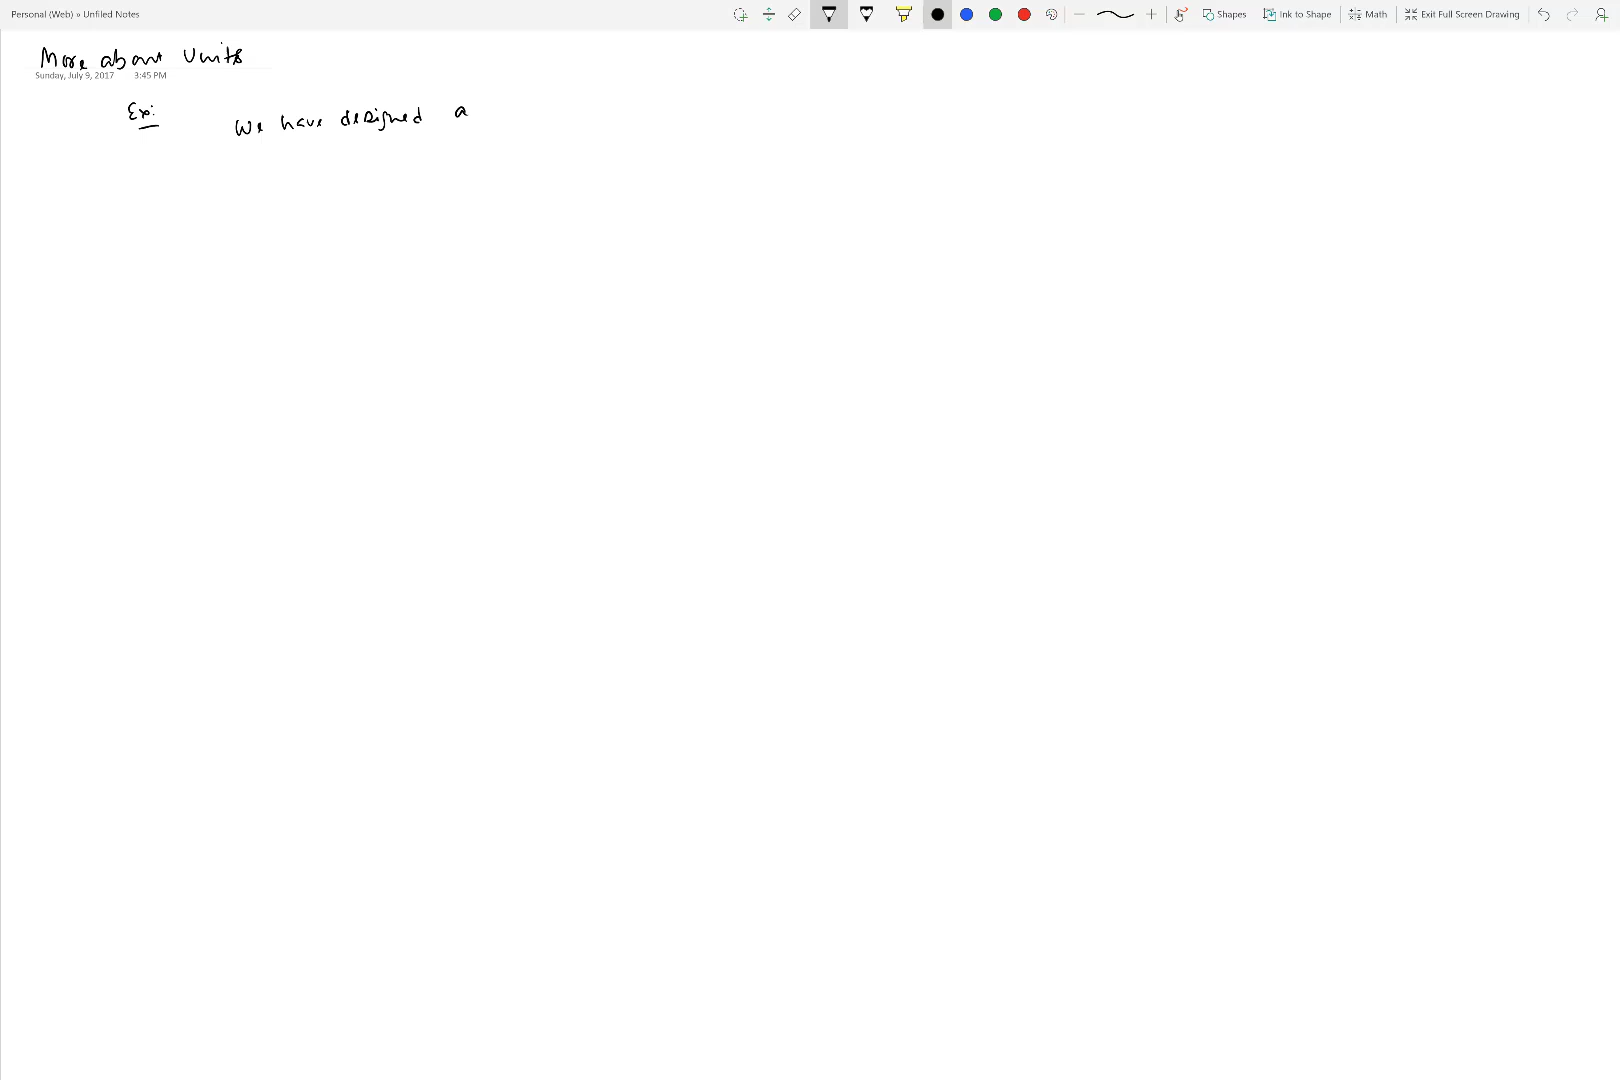 Personal (Web) » Unfiled Notes
Shapes
Ink to Shape
Math
Exit Full Screen Drawing
More about Units
Sunday, July 9, 2017 3:45 PM
Ex: We have designed a